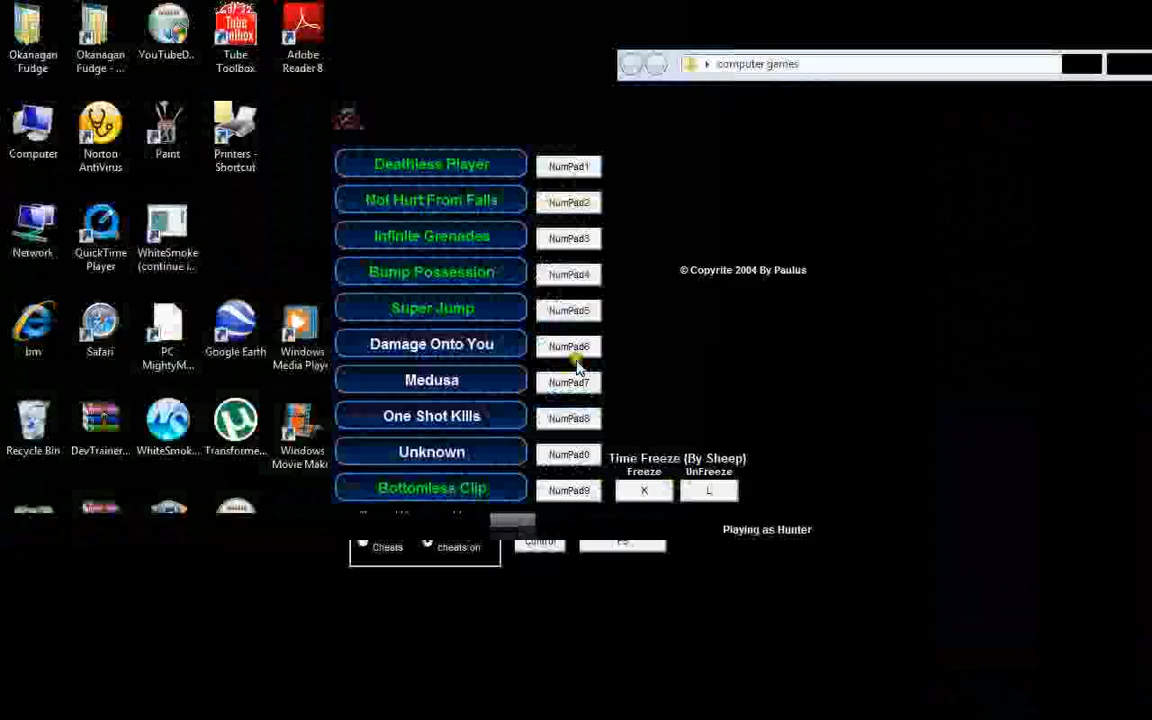 Okanagan
Fudge
Okanagan
Fudge - ...
YouTubeD...
Tube
Toolbox
Adobe
Reader 8
computer games
Computer
Norton
AntiVirus
Paint
Printers -
Shortcut
Deathless Player
NumPad1
Not Hurt From Falls
NumPad2
Infinite Grenades
NumPad3
Bump Possession
NumPad4
Super Jump
NumPad5
Damage Onto You
NumPad6
Medusa
NumPad7
One Shot Kills
NumPad8
Unknown
NumPad0
Bottomless Clip
NumPad9
© Copyrite 2004 By Paulus
Network
QuickTime
Player
WhiteSmoke
(continue i...
bm
Safari
PC
MightyM...
Google Earth
Windows
Media Playe
Recycle Bin
DevTrainer...
WhiteSmok...
Transforme...
Windows
Movie Make
Time Freeze (By Sheep)
Freeze
UnFreeze
K
L
Playing as Hunter
Cheats
cheats on
Control